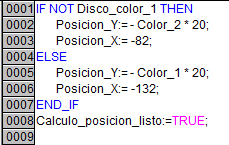 0001 IF NOT Disco_color_1 THEN
0002 Posicion_Y:= - Color_2 * 20;
0003 Posicion_X:= -82;
0004 ELSE
0005 Posicion_Y:= - Color_1 * 20;
0006 Posicion_X:= -132;
0007 END_IF
0008 Calculo_posicion_listo:=TRUE;
0009